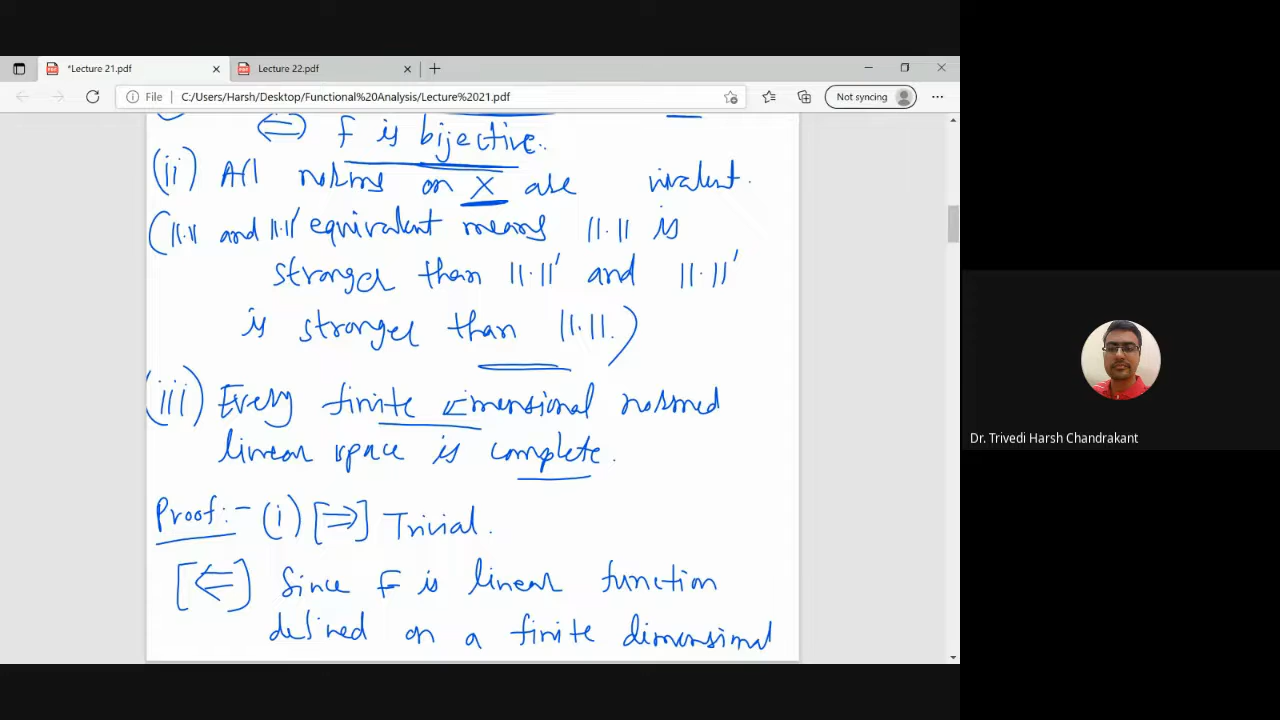 *Lecture 21.pdf
Lecture 22.pdf
File C:/Users/Harsh/Desktop/Functional%20Analysis/Lecture%2021.pdf
Not syncing
⟺ F is bijective.
(ii) All norms on X are ivalent.
(||.|| and ||.||' equivalent means ||.|| is
stronger than ||.||' and ||.||'
is stronger than ||.||.)
(iii) Every finite dimensional normed
linear space is complete.
Proof:- (i) [⇒] Trivial.
[⇐] Since F is linear function
defined on a finite dimensional
Dr. Trivedi Harsh Chandrakant